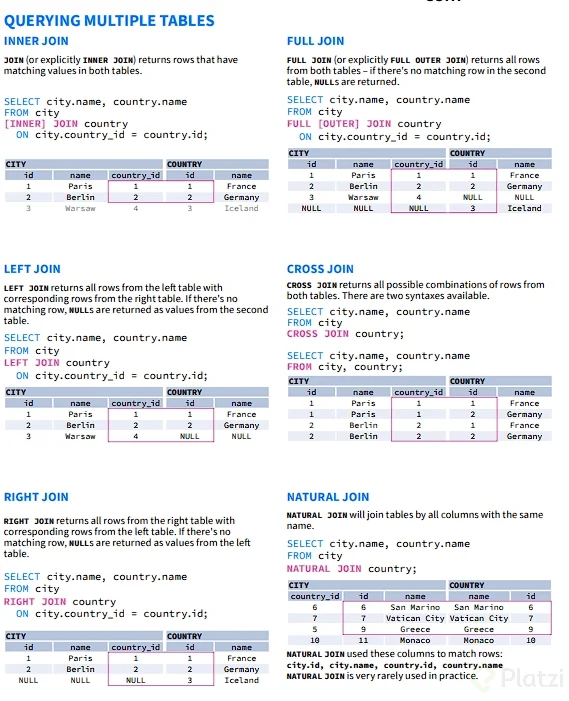 QUERYING MULTIPLE TABLES
INNER JOIN
JOIN (or explicitly INNER JOIN) returns rows that have
matching values in both tables.
SELECT city.name, country.name
FROM city
[INNER] JOIN country
ON city.country_id = country.id;
CITY COUNTRY
id name country_id id name
1 Paris 1 1 France
2 Berlin 2 2 Germany
3 Warsaw 4 3 Iceland
LEFT JOIN
LEFT JOIN returns all rows from the left table with
corresponding rows from the right table. If there's no
matching row, NULLs are returned as values from the second
table.
SELECT city.name, country.name
FROM city
LEFT JOIN country
ON city.country_id = country.id;
CITY COUNTRY
id name country_id id name
1 Paris 1 1 France
2 Berlin 2 2 Germany
3 Warsaw 4 NULL NULL
RIGHT JOIN
RIGHT JOIN returns all rows from the right table with
corresponding rows from the left table. If there's no
matching row, NULLs are returned as values from the left
table.
SELECT city.name, country.name
FROM city
RIGHT JOIN country
ON city.country_id = country.id;
CITY COUNTRY
id name country_id id name
1 Paris 1 1 France
2 Berlin 2 2 Germany
NULL NULL NULL 3 Iceland
FULL JOIN
FULL JOIN (or explicitly FULL OUTER JOIN) returns all rows
from both tables – if there's no matching row in the second
table, NULLs are returned.
SELECT city.name, country.name
FROM city
FULL [OUTER] JOIN country
ON city.country_id = country.id;
CITY COUNTRY
id name country_id id name
1 Paris 1 1 France
2 Berlin 2 2 Germany
3 Warsaw 4 NULL NULL
NULL NULL NULL 3 Iceland
CROSS JOIN
CROSS JOIN returns all possible combinations of rows from
both tables. There are two syntaxes available.
SELECT city.name, country.name
FROM city
CROSS JOIN country;
SELECT city.name, country.name
FROM city, country;
CITY COUNTRY
id name country_id id name
1 Paris 1 1 France
1 Paris 1 2 Germany
2 Berlin 2 1 France
2 Berlin 2 2 Germany
NATURAL JOIN
NATURAL JOIN will join tables by all columns with the same
name.
SELECT city.name, country.name
FROM city
NATURAL JOIN country;
CITY COUNTRY
country_id id name name id
6 6 San Marino San Marino 6
7 7 Vatican City Vatican City 7
5 9 Greece Greece 9
10 11 Monaco Monaco 10
NATURAL JOIN used these columns to match rows:
city.id, city.name, country.id, country.name
NATURAL JOIN is very rarely used in practice.
Platzi